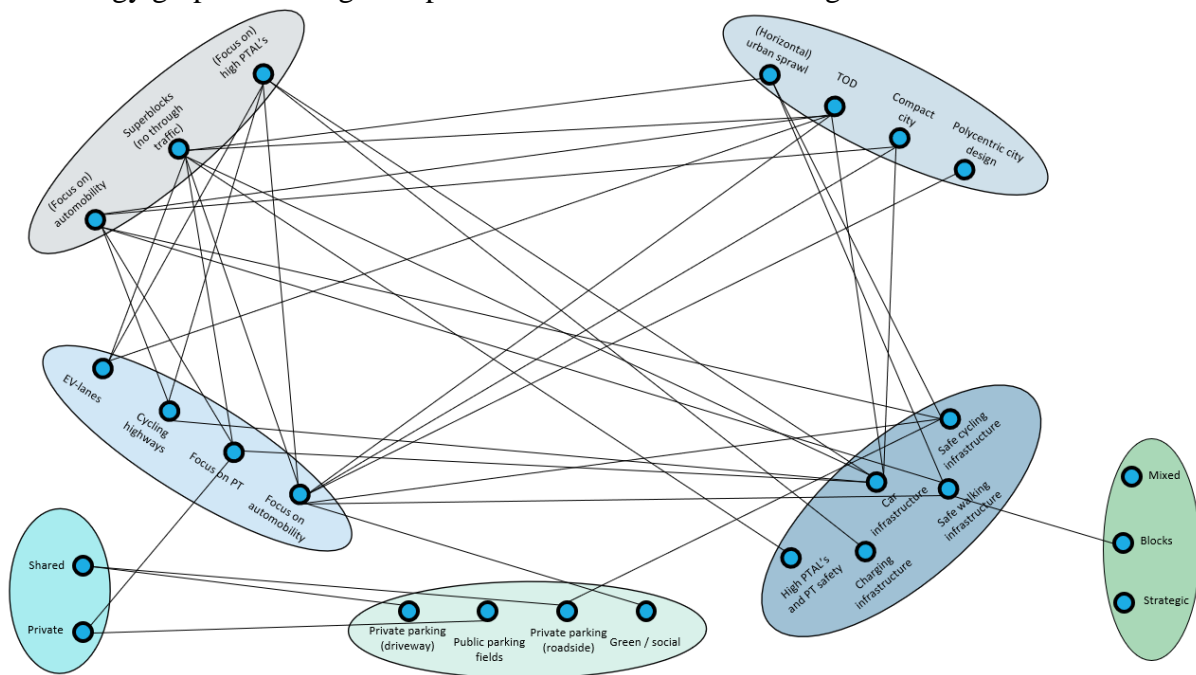 (Focus on)
high PTAL's
Superblocks
(no through
traffic)
(Focus on)
automobility
(Horizontal)
urban sprawl
TOD
Compact
city
Polycentric city
design
EV-lanes
Cycling
highways
Focus on PT
Focus on
automobility
Safe cycling
infrastructure
Car
infrastructure
Safe walking
infrastructure
High PTAL's
and PT safety
Charging
infrastructure
Mixed
Blocks
Strategic
Shared
Private
Private parking
(driveway)
Public parking
fields
Private parking
(roadside)
Green / social